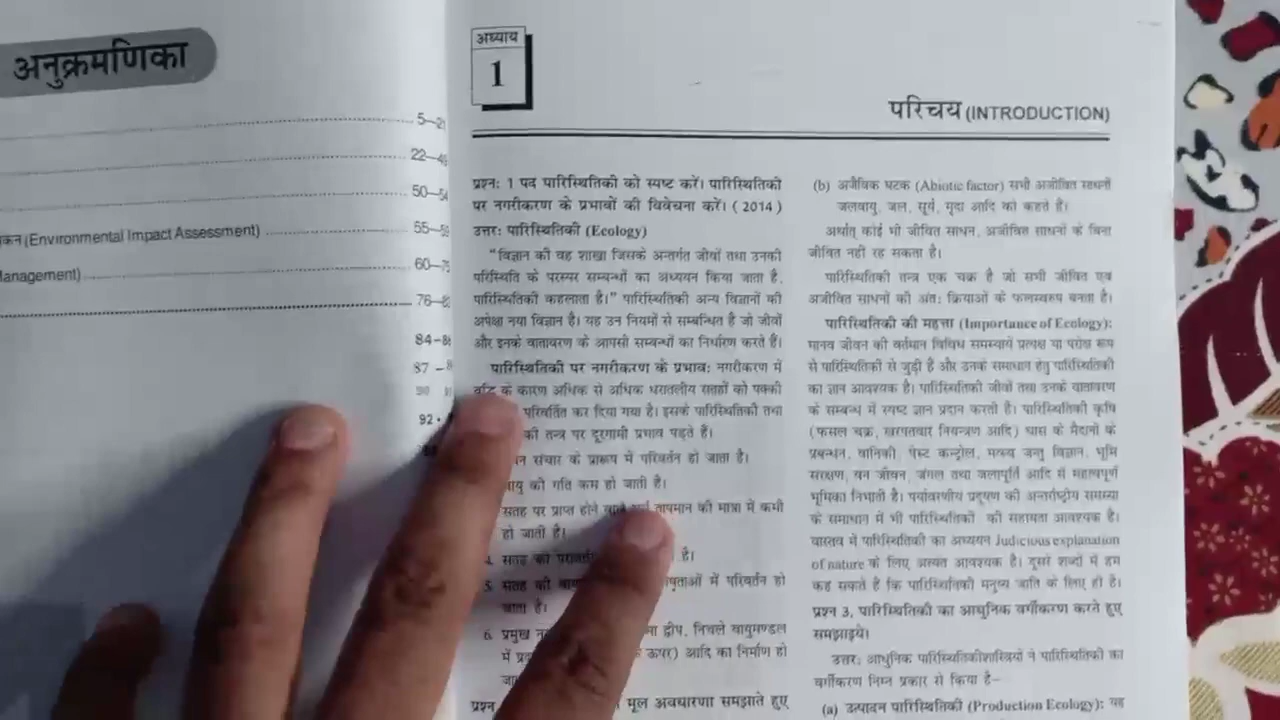 अनुक्रमणिका
5–21
22–
50–
कन (Environmental Impact Assessment) 55–
anagement) 60–
76–
84–
87 –
92
अध्याय
1
परिचय (INTRODUCTION)
प्रश्न: 1 पद पारिस्थितिकी को स्पष्ट करें। पारिस्थितिकी
पर नगरीकरण के प्रभावों की विवेचना करें। ( 2014 )
उत्तर: पारिस्थितिकी (Ecology)
“विज्ञान की वह शाखा जिसके अन्तर्गत जीवों तथा उनकी
परिस्थिति के परस्पर सम्बन्धों का अध्ययन किया जाता है,
पारिस्थितिकी कहलाता है।” पारिस्थितिकी अन्य विज्ञानों की
अपेक्षा नया विज्ञान है। यह उन नियमों से सम्बन्धित है जो जीवों
और इनके वातावरण के आपसी सम्बन्धों का निर्धारण करते हैं।
पारिस्थितिकी पर नगरीकरण के प्रभाव: नगरीकरण में
वृद्धि के कारण अधिक से अधिक धरातलीय सतहों को पक्की
परिवर्तित कर दिया गया है। इसके पारिस्थितिकी तथा
की तन्त्र पर दूरगामी प्रभाव पड़ते हैं।
संचार के प्रारूप में परिवर्तन हो जाता है।
वायु की गति कम हो जाती है।
सतह पर प्राप्त होने वाले तापमान की मात्रा में कमी
हो जाती है।
4. सतह का है।
5. सतह की में परिवर्तन हो
जाता है।
6. प्रमुख द्वीप, निचले वायुमण्डल
में ऊपर) आदि का निर्माण हो
प्रश्न मूल अवधारणा समझाते हुए
(b) अजैविक घटक (Abiotic factor) सभी अजीवित साधनों
जलवायु, जल, सूर्य, मृदा आदि को कहते है।
अर्थात् कोई भी जीवित साधन, अजीवित साधनों के बिना
जीवित नही रह सकता है।
पारिस्थितिकी तन्त्र एक चक्र है जो सभी जीवित एव
अजीवित साधनों की अंत: क्रियाओं के फलस्वरुप बनता है।
पारिस्थितिकी की महत्ता (Importance of Ecology):
मानव जीवन की वर्तमान विविध समस्यायें प्रत्यक्ष या परोक्ष रूप
से पारिस्थितिकी से जुड़ी हैं और उनके समाधान हेतु पारिस्थितिकी
का ज्ञान आवश्यक है। पारिस्थितिकी जीवों तथा उनके वातावरण
के सम्बन्ध में स्पष्ट ज्ञान प्रदान करती है। पारिस्थितिकी कृषि
(फसल चक्र, खरपतवार नियन्त्रण आदि) घास के मैदानों के
प्रबन्धन, वानिकी, पेस्ट कन्ट्रोल, मत्स्य जन्तु विज्ञान, भूमि
संरक्षण, वन जीवन, जंगल तथा जलापूर्ति आदि में महत्वपूर्ण
भूमिका निभाती है। पर्यावरणीय प्रदूषण की अन्तर्राष्ट्रीय समस्या
के समाधान में भी पारिस्थितिकी की सहायता आवश्यक है।
वास्तव में पारिस्थितिकी का अध्ययन Judicious explanation
of nature के लिए अत्यंत आवश्यक है। दूसरे शब्दों में हम
कह सकते है कि पारिस्थितिकी मनुष्य जाति के लिए ही है।
प्रश्न 3, पारिस्थितिकी का आधुनिक वर्गीकरण करते हुए
समझाइये।
उत्तर: आधुनिक पारिस्थितिकीशास्त्रियों ने पारिस्थितिकी का
वर्गीकरण निम्न प्रकार से किया है–
(a) उत्पादन पारिस्थितिकी (Production Ecology): यह